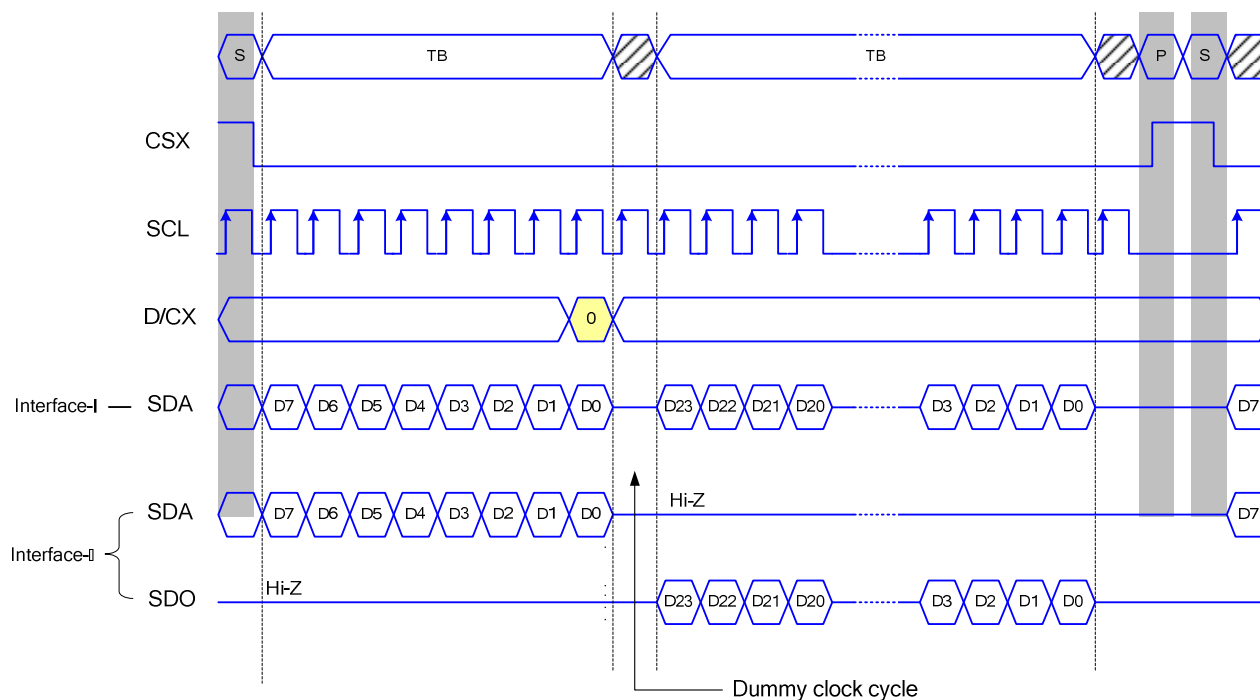 S TB TB P S
CSX
SCL
D/CX 0
Interface-I SDA D7 D6 D5 D4 D3 D2 D1 D0 D23 D22 D21 D20 D3 D2 D1 D0 D7
SDA D7 D6 D5 D4 D3 D2 D1 D0 Hi-Z D7
Interface-▯
SDO Hi-Z D23 D22 D21 D20 D3 D2 D1 D0
Dummy clock cycle